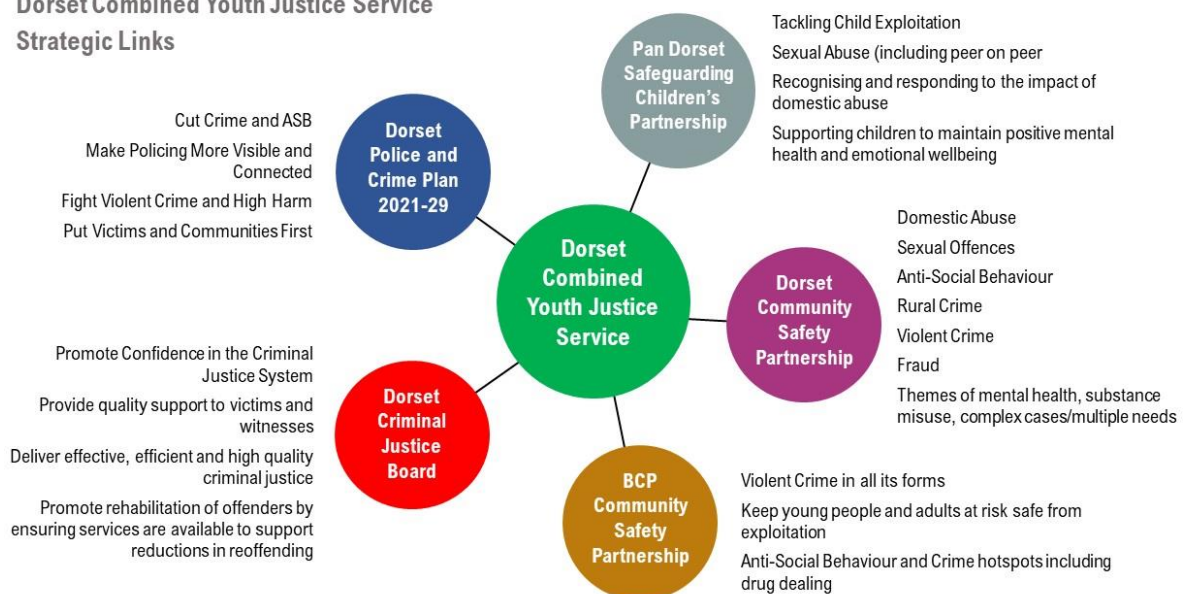 Dorset Combined Youth Justice Service
Strategic Links
Cut Crime and ASB
Make Policing More Visible and
Connected
Fight Violent Crime and High Harm
Put Victims and Communities First
Dorset
Police and
Crime Plan
2021-29
Pan Dorset
Safeguarding
Children's
Partnership
Tackling Child Exploitation
Sexual Abuse (including peer on peer
Recognising and responding to the impact of
domestic abuse
Supporting children to maintain positive mental
health and emotional wellbeing
Dorset
Combined
Youth Justice
Service
Dorset
Community
Safety
Partnership
Domestic Abuse
Sexual Offences
Anti-Social Behaviour
Rural Crime
Violent Crime
Fraud
Themes of mental health, substance
misuse, complex cases/multiple needs
Promote Confidence in the Criminal
Justice System
Provide quality support to victims and
witnesses
Deliver effective, efficient and high quality
criminal justice
Promote rehabilitation of offenders by
ensuring services are available to support
reductions in reoffending
Dorset
Criminal
Justice
Board
BCP
Community
Safety
Partnership
Violent Crime in all its forms
Keep young people and adults at risk safe from
exploitation
Anti-Social Behaviour and Crime hotspots including
drug dealing